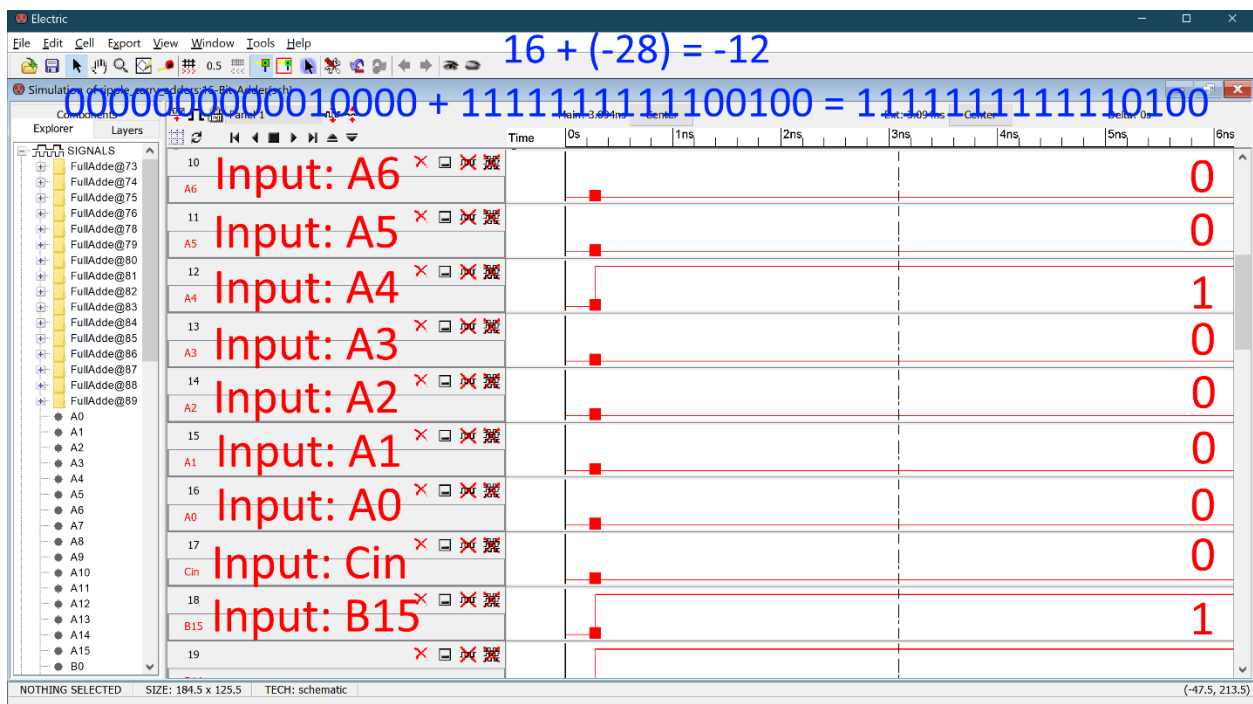 Electric
File Edit Cell Export View Window Tools Help
16 + (-28) = -12
0.5
0000000000010000 + 1111111111100100 = 1111111111110100
Explorer Layers
Time 0s 1ns 2ns 3ns 4ns 5ns 6ns
SIGNALS
FullAdde@73
FullAdde@74
FullAdde@75
FullAdde@76
FullAdde@78
FullAdde@79
FullAdde@80
FullAdde@81
FullAdde@82
FullAdde@83
FullAdde@84
FullAdde@85
FullAdde@86
FullAdde@87
FullAdde@88
FullAdde@89
A0
A1
A2
A3
A4
A5
A6
A7
A8
A9
A10
A11
A12
A13
A14
A15
B0
10
A6 Input: A6 0
11
A5 Input: A5 0
12
A4 Input: A4 1
13
A3 Input: A3 0
14
A2 Input: A2 0
15
A1 Input: A1 0
16
A0 Input: A0 0
17
Cin Input: Cin 0
18
B15 Input: B15 1
19
NOTHING SELECTED SIZE: 184.5 x 125.5 TECH: schematic (-47.5, 213.5)